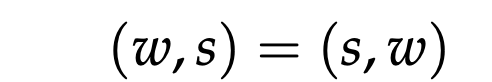 (w, s) = (s, w)